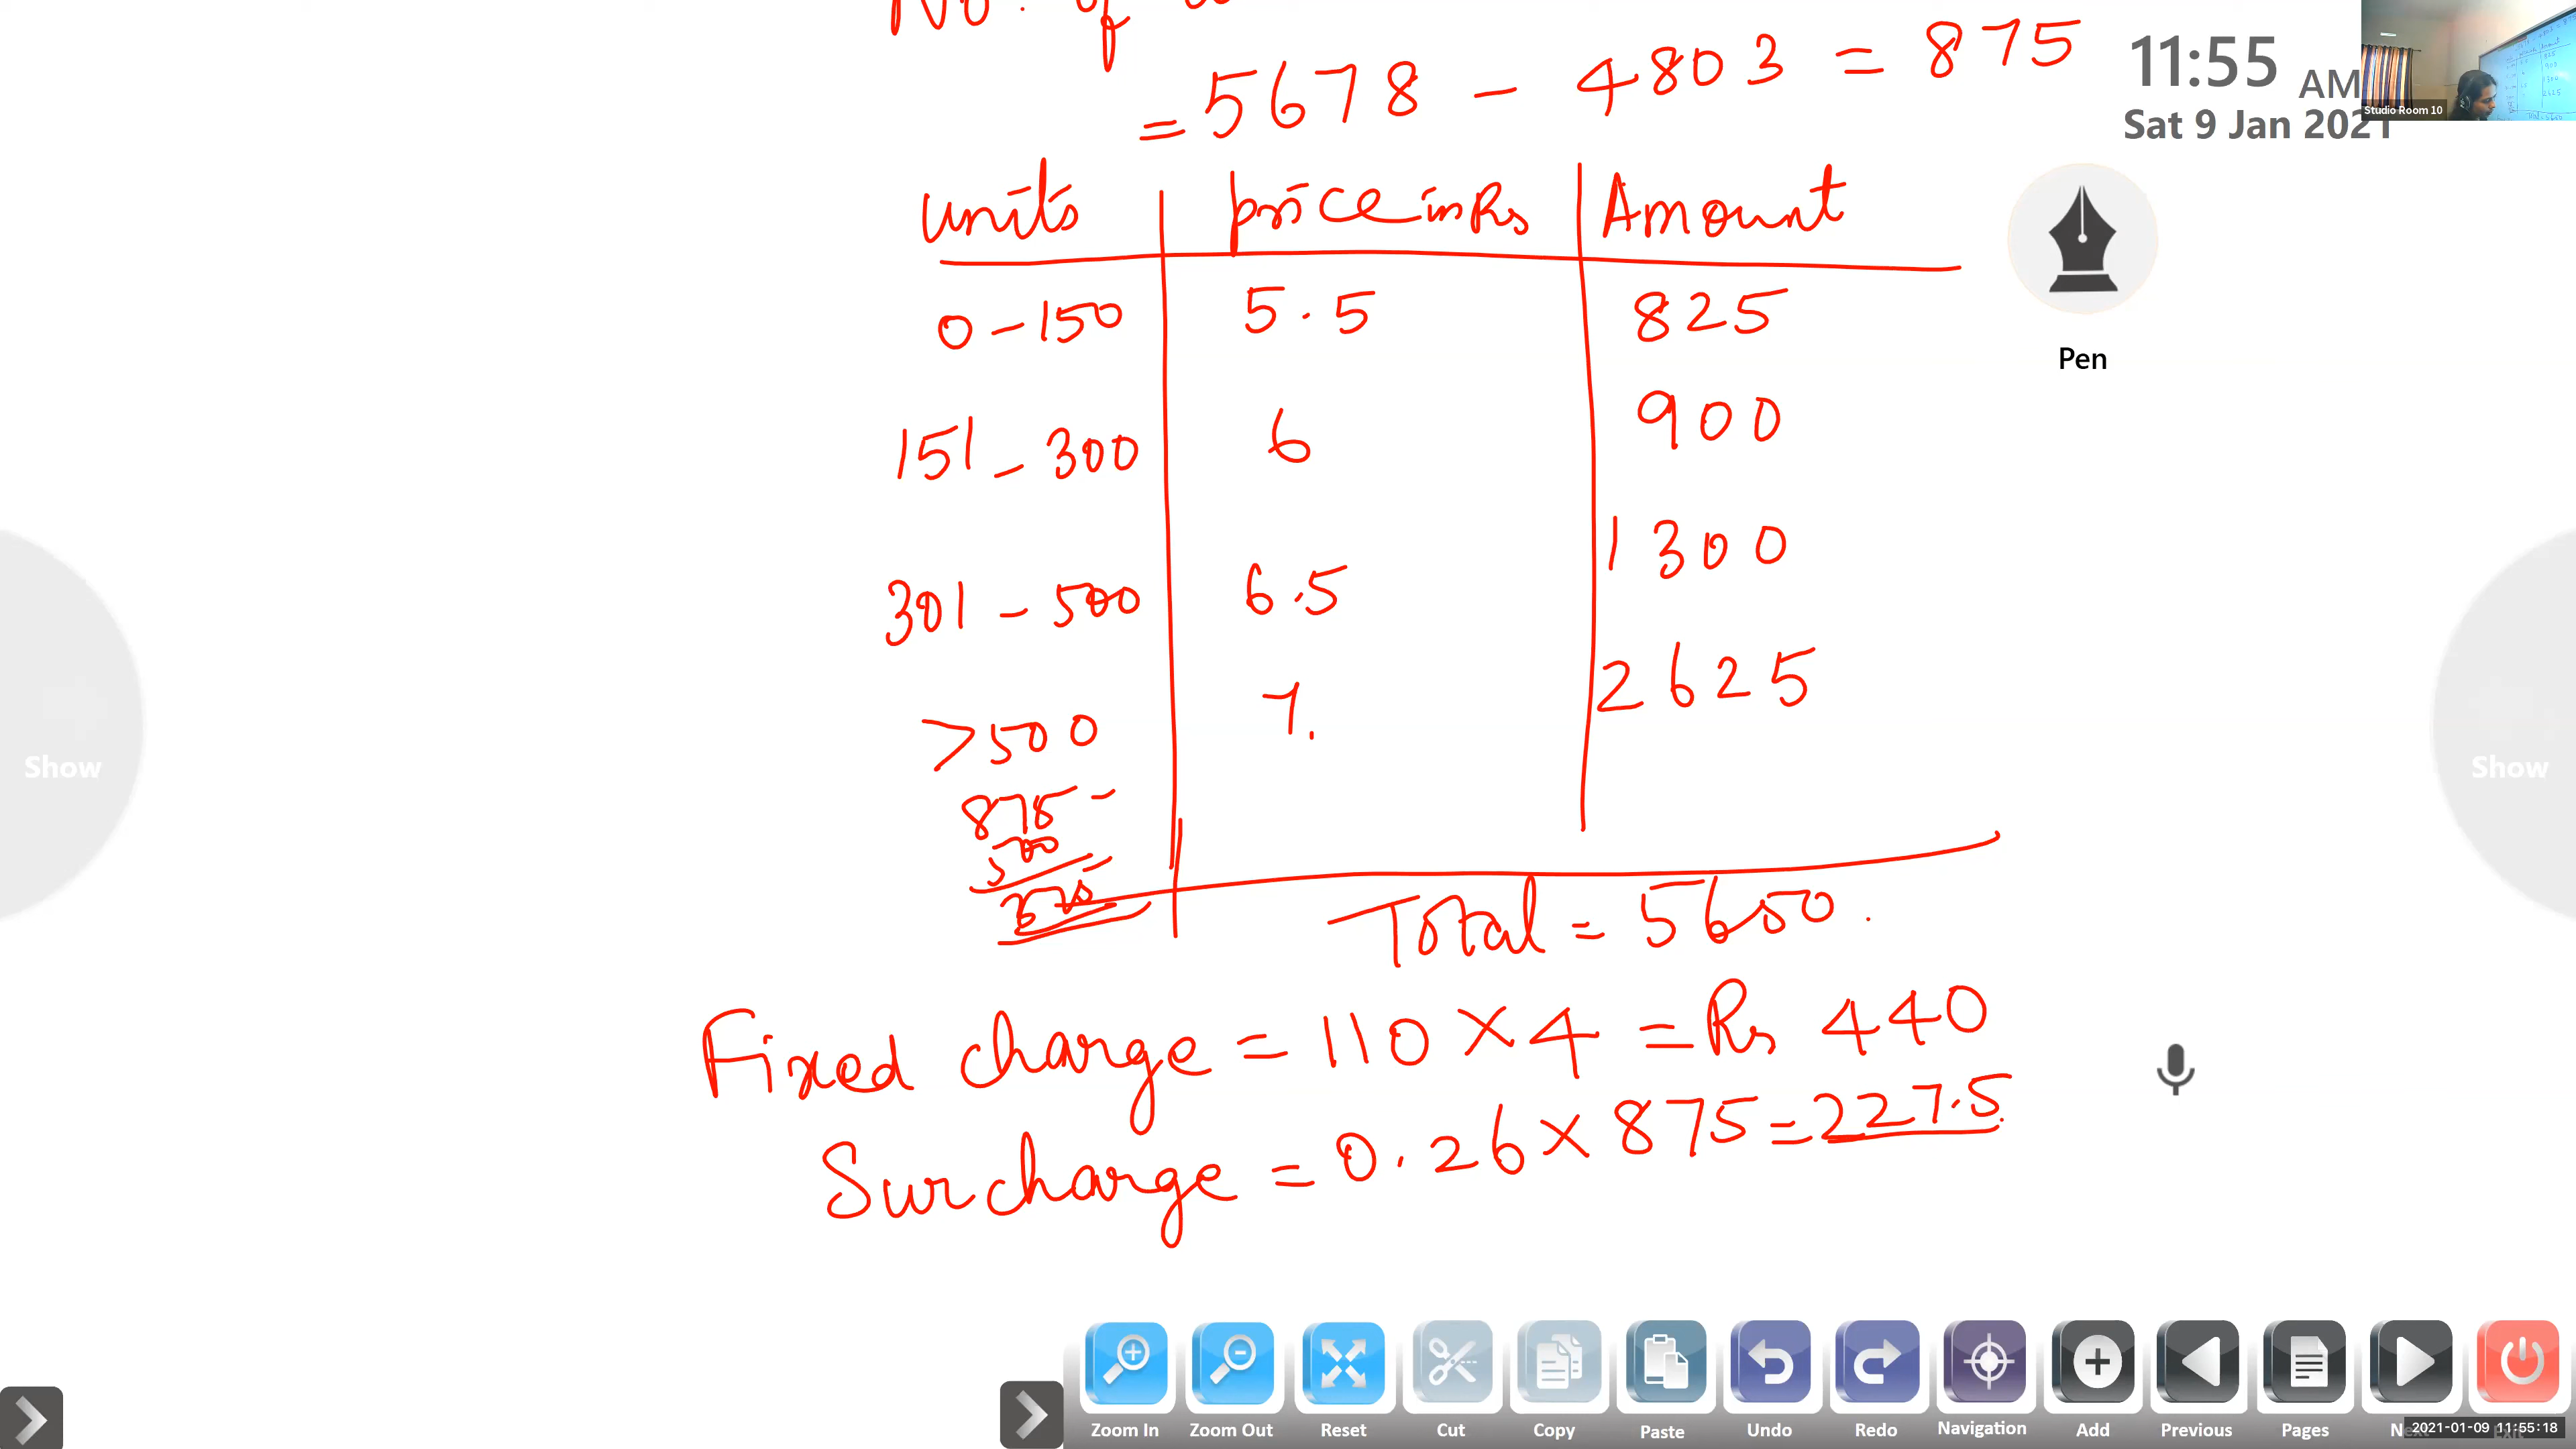 No. of
= 5678 - 4803 = 875
11:55 AM
Sat 9 Jan 2021
Studio Room 10
units | price in Rs | Amount
0-150 | 5.5 | 825
151-300 | 6 | 900
301-500 | 6.5 | 1300
>500 | 7. | 2625
875 -
500
375
Total = 5650.
Fixed charge = 110 × 4 = Rs 440
Surcharge = 0.26 × 875 = 227.5
Pen
Show
Show
Zoom In Zoom Out Reset Cut Copy Paste Undo Redo Navigation Add Previous Pages
2021-01-09 11:55:18